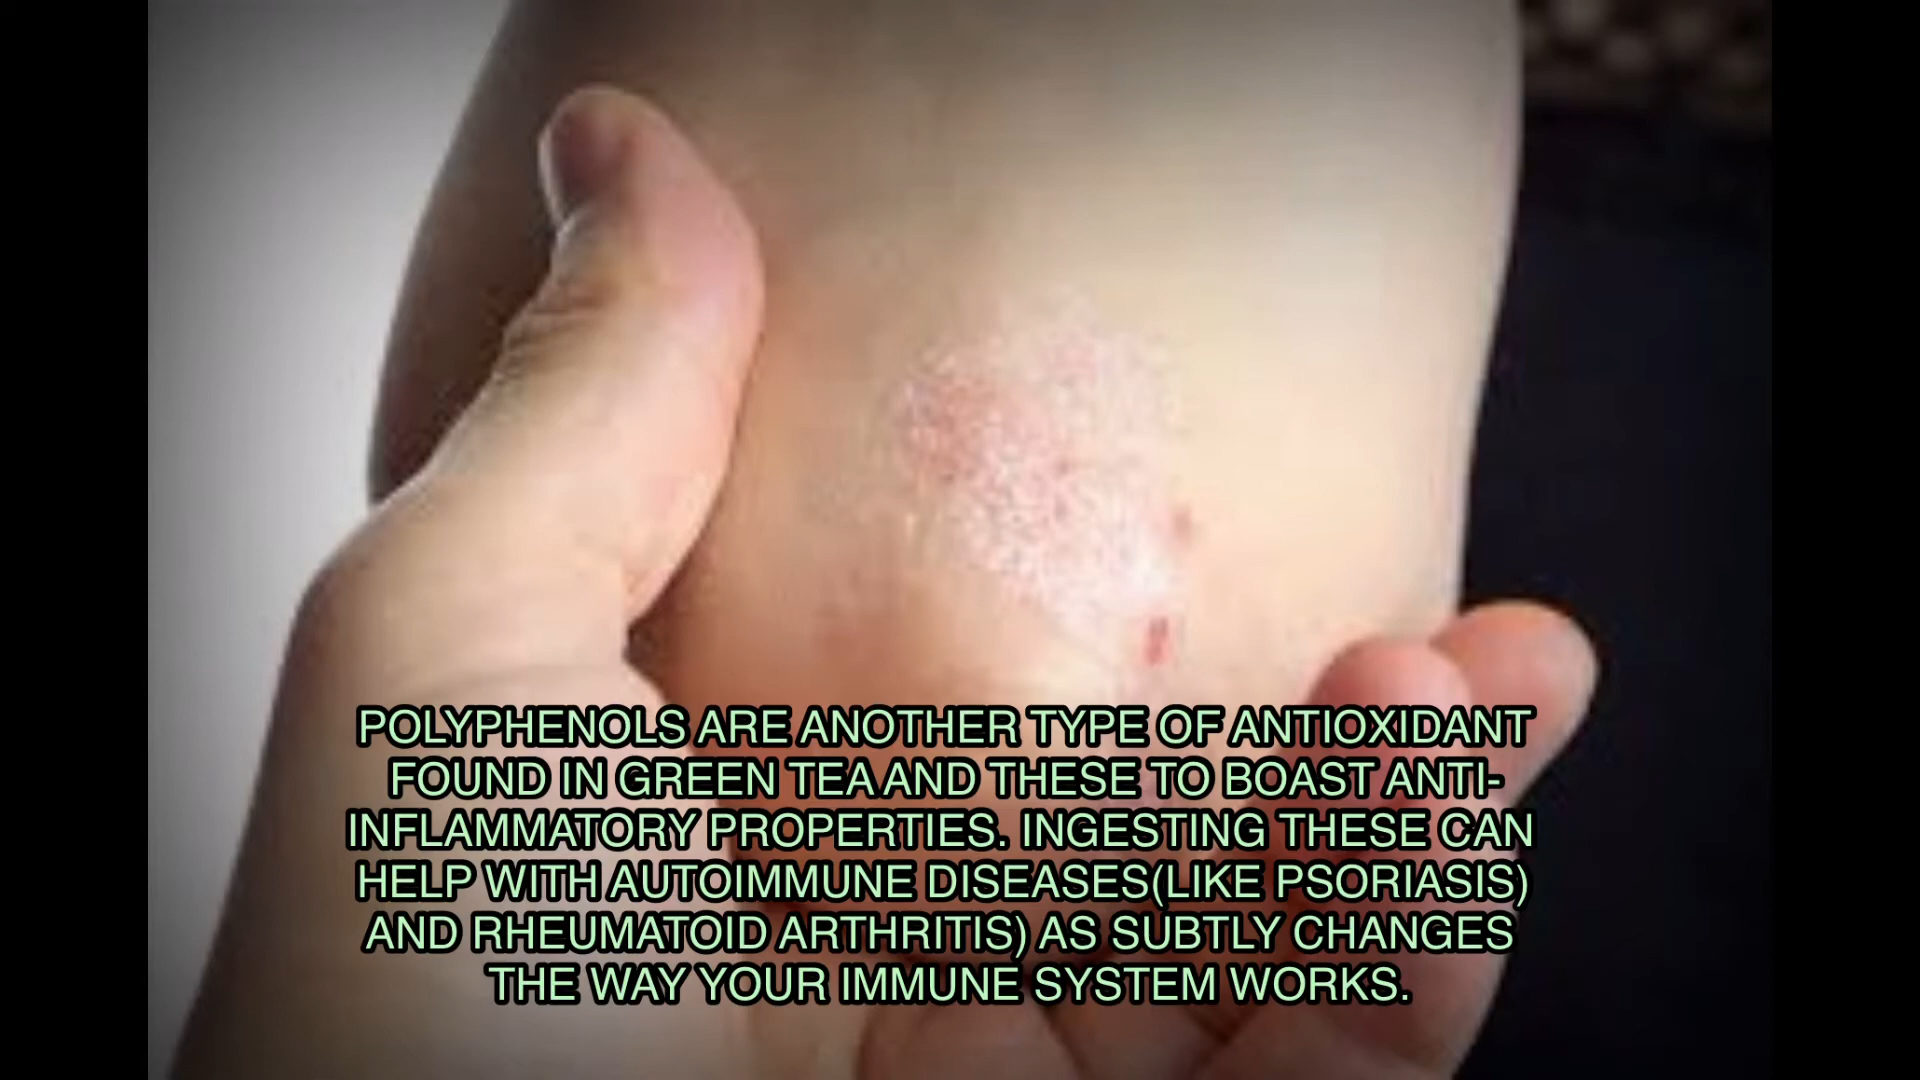 POLYPHENOLS ARE ANOTHER TYPE OF ANTIOXIDANT
FOUND IN GREEN TEA AND THESE TO BOAST ANTI-
INFLAMMATORY PROPERTIES. INGESTING THESE CAN
HELP WITH AUTOIMMUNE DISEASES(LIKE PSORIASIS)
AND RHEUMATOID ARTHRITIS) AS SUBTLY CHANGES
THE WAY YOUR IMMUNE SYSTEM WORKS.